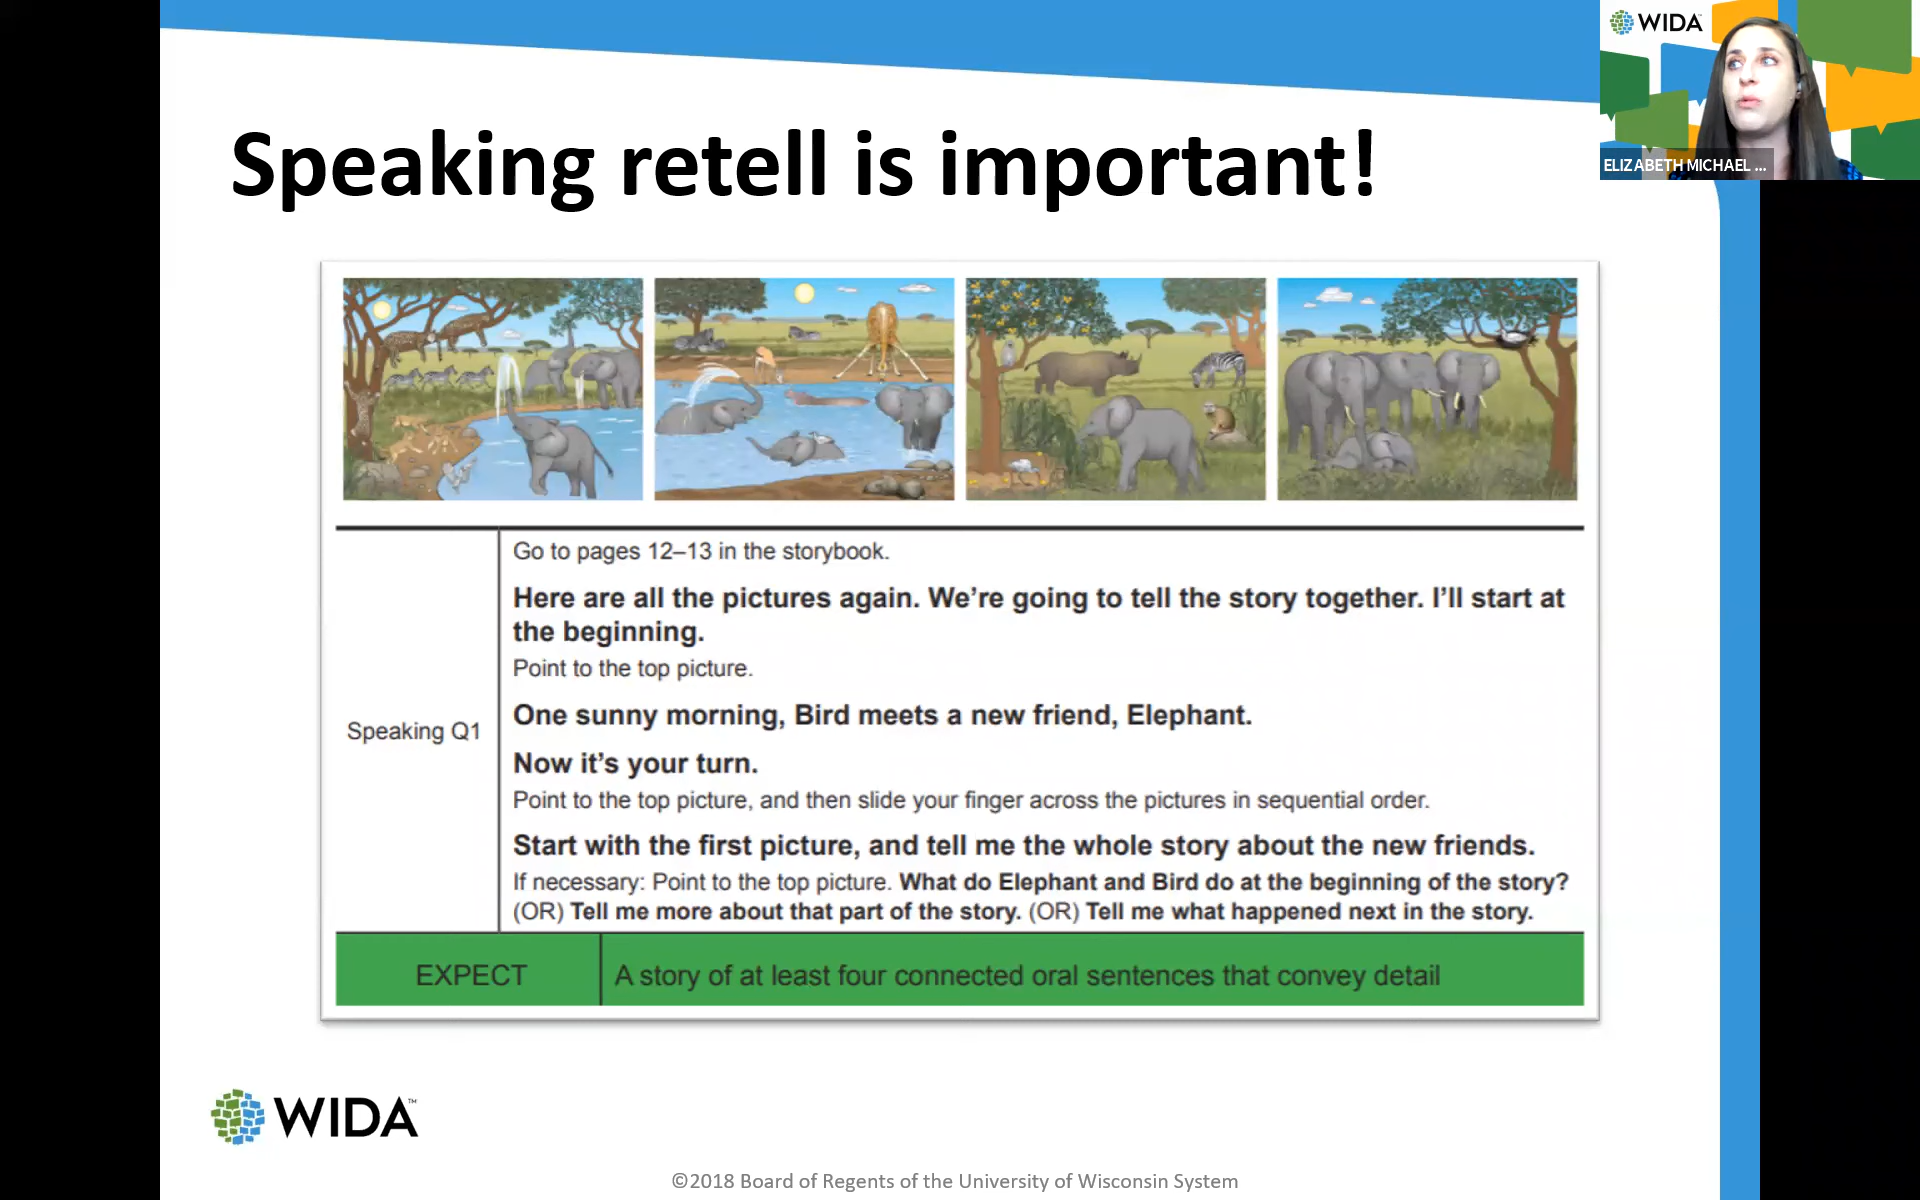 WIDA
ELIZABETH MICHAEL ...
Speaking retell is important!
Go to pages 12–13 in the storybook.
Here are all the pictures again. We’re going to tell the story together. I’ll start at
the beginning.
Point to the top picture.
One sunny morning, Bird meets a new friend, Elephant.
Speaking Q1
Now it’s your turn.
Point to the top picture, and then slide your finger across the pictures in sequential order.
Start with the first picture, and tell me the whole story about the new friends.
If necessary: Point to the top picture. What do Elephant and Bird do at the beginning of the story?
(OR) Tell me more about that part of the story. (OR) Tell me what happened next in the story.
EXPECT
A story of at least four connected oral sentences that convey detail
WIDA™
©2018 Board of Regents of the University of Wisconsin System